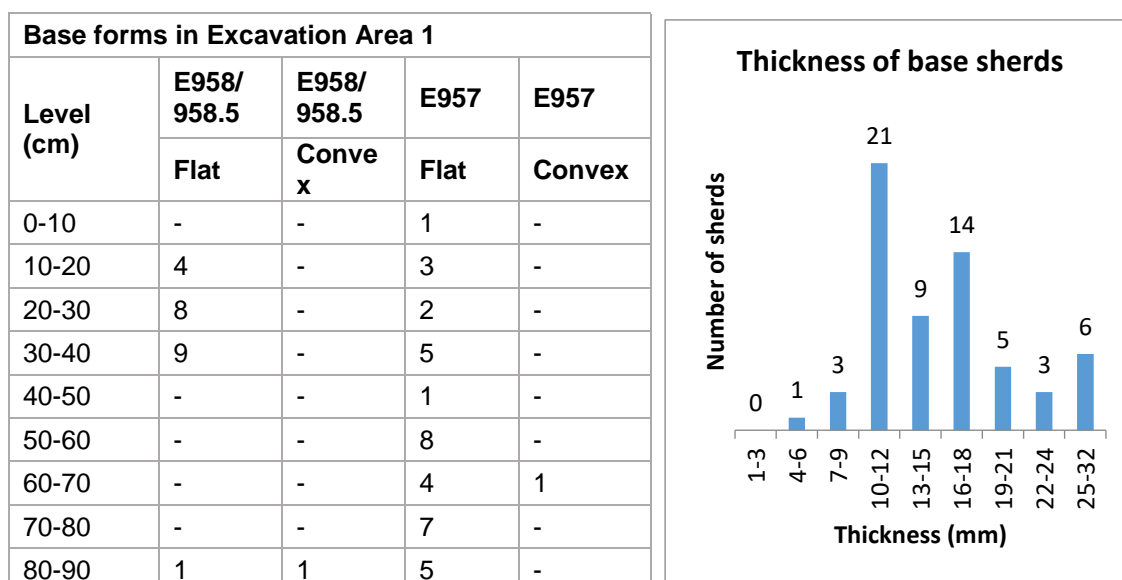 Base forms in Excavation Area 1
Level (cm) E958/ 958.5 E958/ 958.5 E957 E957
Flat Conve x Flat Convex
0-10 - - 1 -
10-20 4 - 3 -
20-30 8 - 2 -
30-40 9 - 5 -
40-50 - - 1 -
50-60 - - 8 -
60-70 - - 4 1
70-80 - - 7 -
80-90 1 1 5 -
Thickness of base sherds
Number of sherds
0 1 3 21 9 14 5 3 6
1-3 4-6 7-9 10-12 13-15 16-18 19-21 22-24 25-32
Thickness (mm)